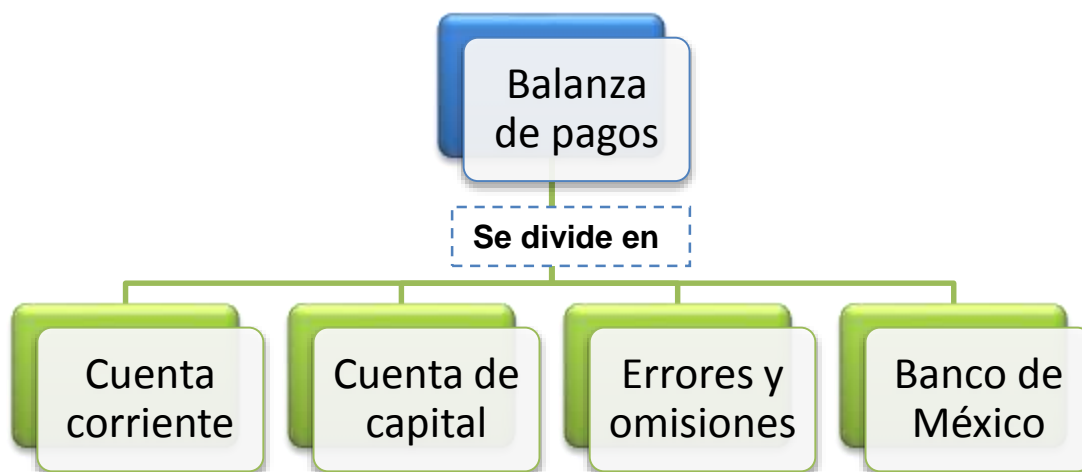 Balanza
de pagos
Se divide en
Cuenta
corriente
Cuenta de
capital
Errores y
omisiones
Banco de
México